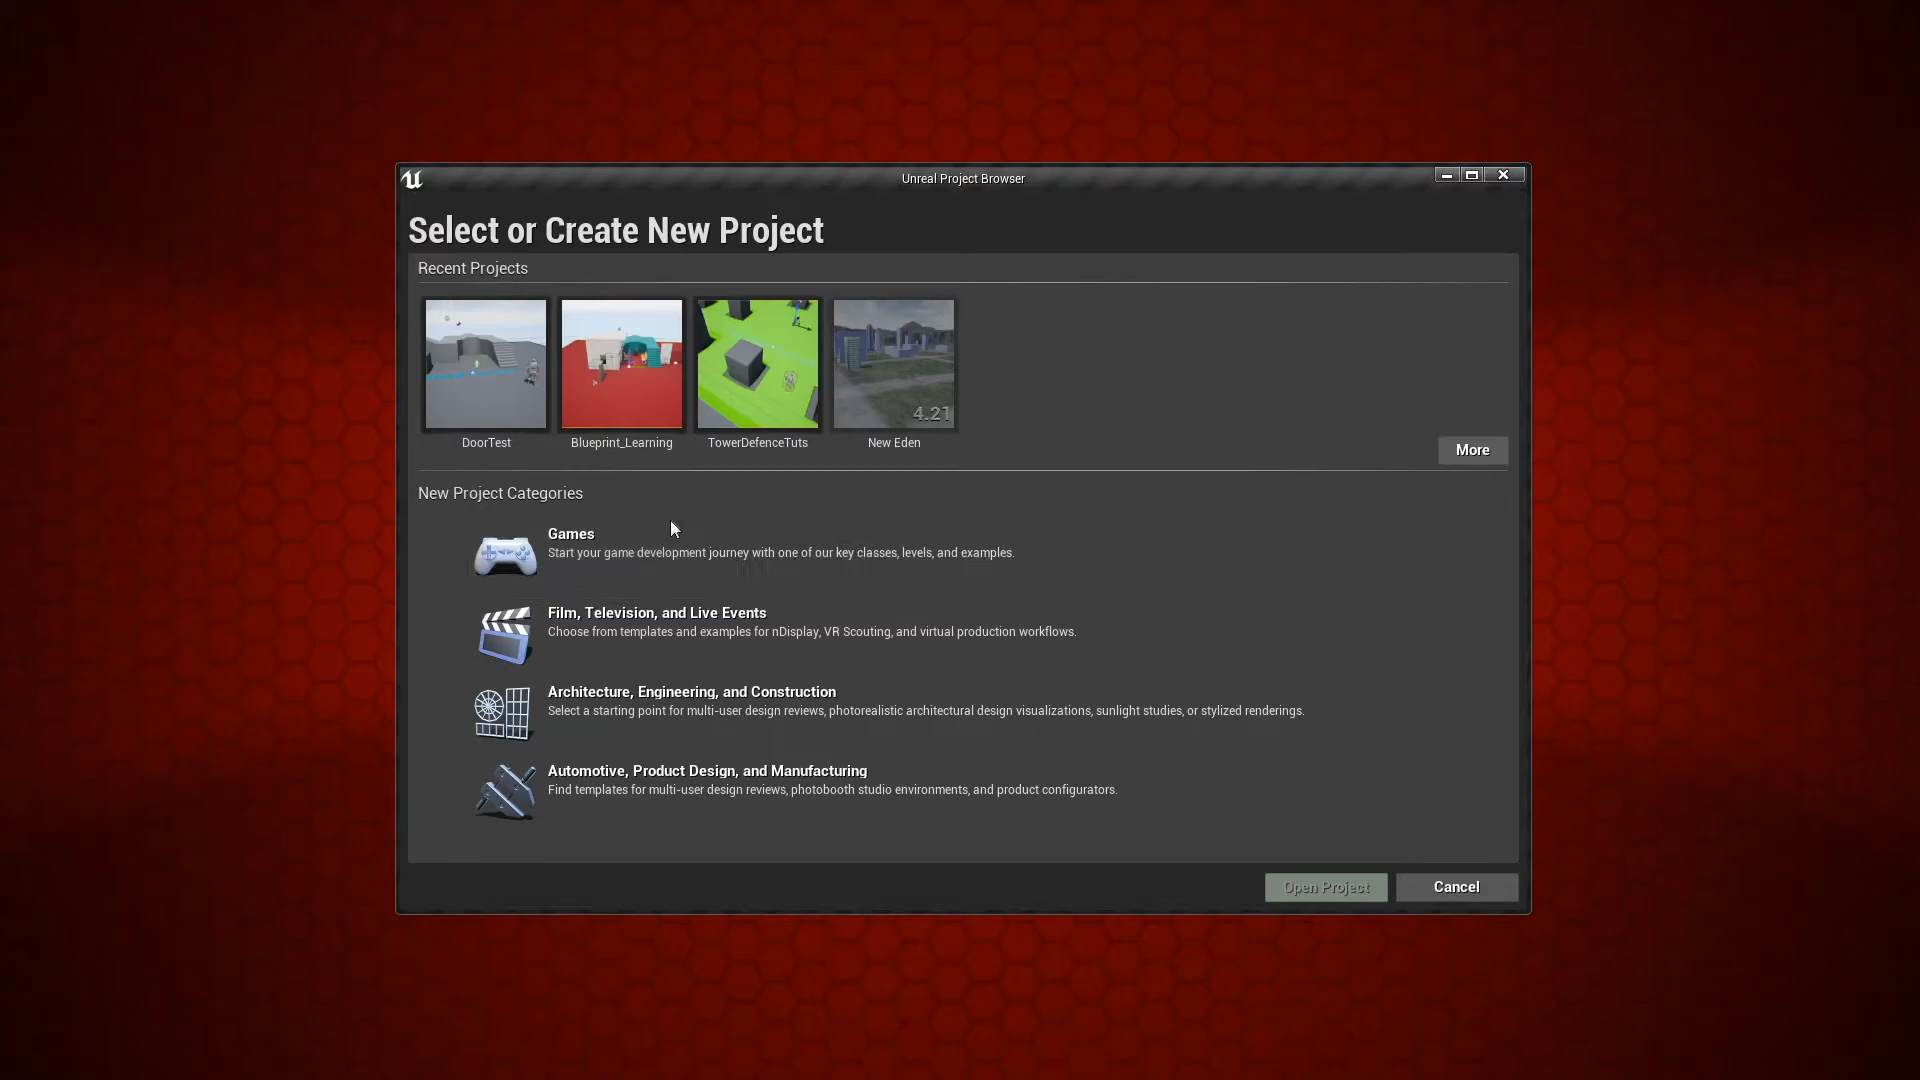 Unreal Project Browser
Select or Create New Project
Recent Projects
4.21
DoorTest
Blueprint_Learning
TowerDefenceTuts
New Eden
More
New Project Categories
Games
Start your game development journey with one of our key classes, levels, and examples.
Film, Television, and Live Events
Choose from templates and examples for nDisplay, VR Scouting, and virtual production workflows.
Architecture, Engineering, and Construction
Select a starting point for multi-user design reviews, photorealistic architectural design visualizations, sunlight studies, or stylized renderings.
Automotive, Product Design, and Manufacturing
Find templates for multi-user design reviews, photobooth studio environments, and product configurators.
Open Project
Cancel